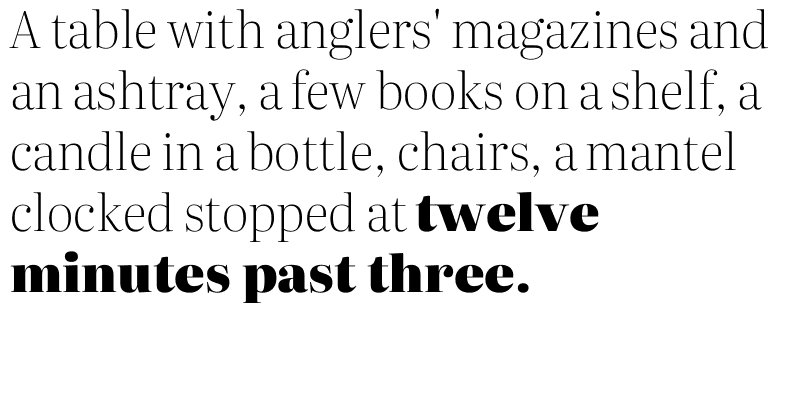 A table with anglers' magazines and
an ashtray, a few books on a shelf, a
candle in a bottle, chairs, a mantel
clocked stopped at twelve
minutes past three.